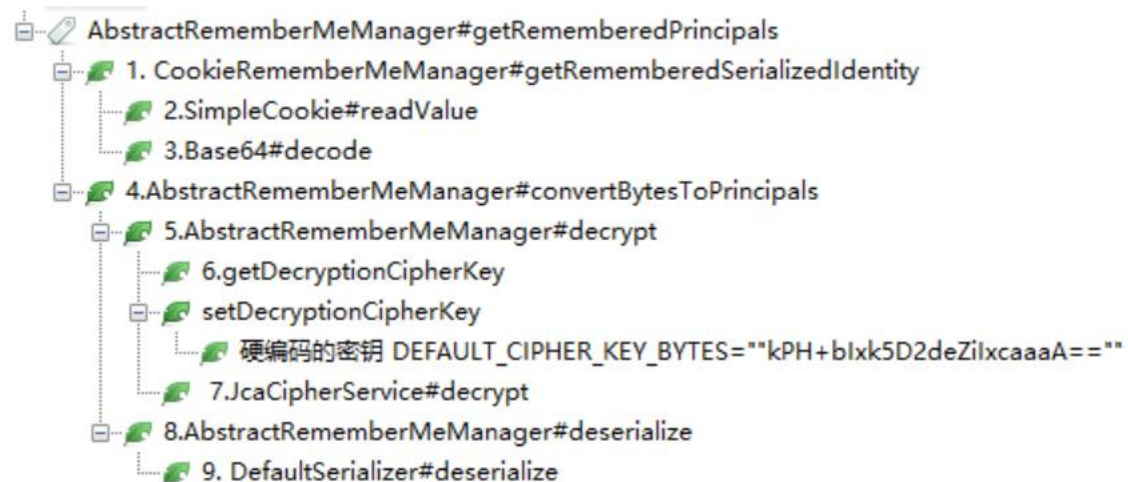 AbstractRememberMeManager#getRememberedPrincipals
1. CookieRememberMeManager#getRememberedSerializedIdentity
2.SimpleCookie#readValue
3.Base64#decode
4.AbstractRememberMeManager#convertBytesToPrincipals
5.AbstractRememberMeManager#decrypt
6.getDecryptionCipherKey
setDecryptionCipherKey
硬编码的密钥 DEFAULT_CIPHER_KEY_BYTES=""kPH+bIxk5D2deZiIxcaaaA==""
7.JcaCipherService#decrypt
8.AbstractRememberMeManager#deserialize
9. DefaultSerializer#deserialize